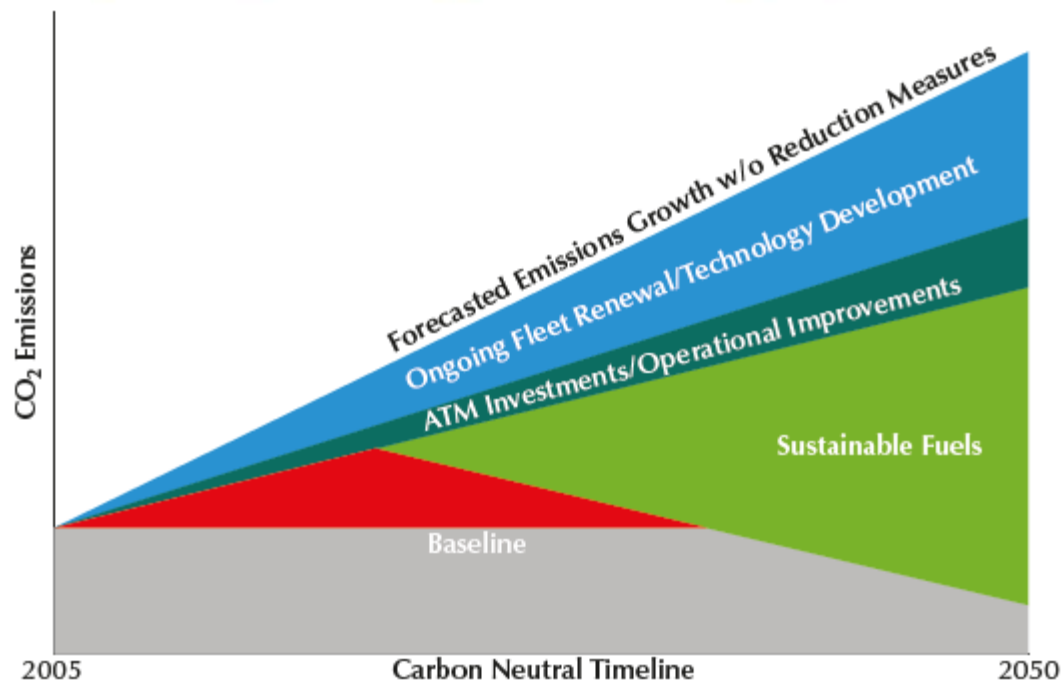 Forecasted Emissions Growth w/o Reduction Measures
Ongoing Fleet Renewal/Technology Development
ATM Investments/Operational Improvements
Sustainable Fuels
Baseline
CO₂ Emissions
2005
Carbon Neutral Timeline
2050